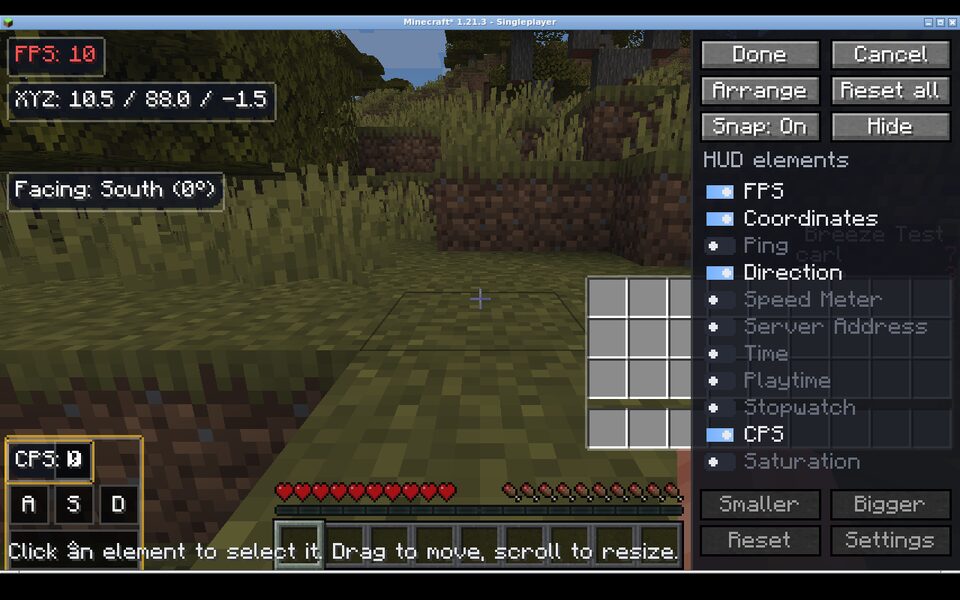 Minecraft* 1.21.3 - Singleplayer
FPS: 10
XYZ: 10.5 / 88.0 / -1.5
Facing: South (0°)
CPS: 0
A S D
Click an element to select it. Drag to move, scroll to resize.
Done Cancel
Arrange Reset all
Snap: On Hide
HUD elements
FPS
Coordinates
Breeze Test
Ping
carl
Direction
Speed Meter
Server Address
Time
Playtime
Stopwatch
CPS
Saturation
Smaller Bigger
Reset Settings